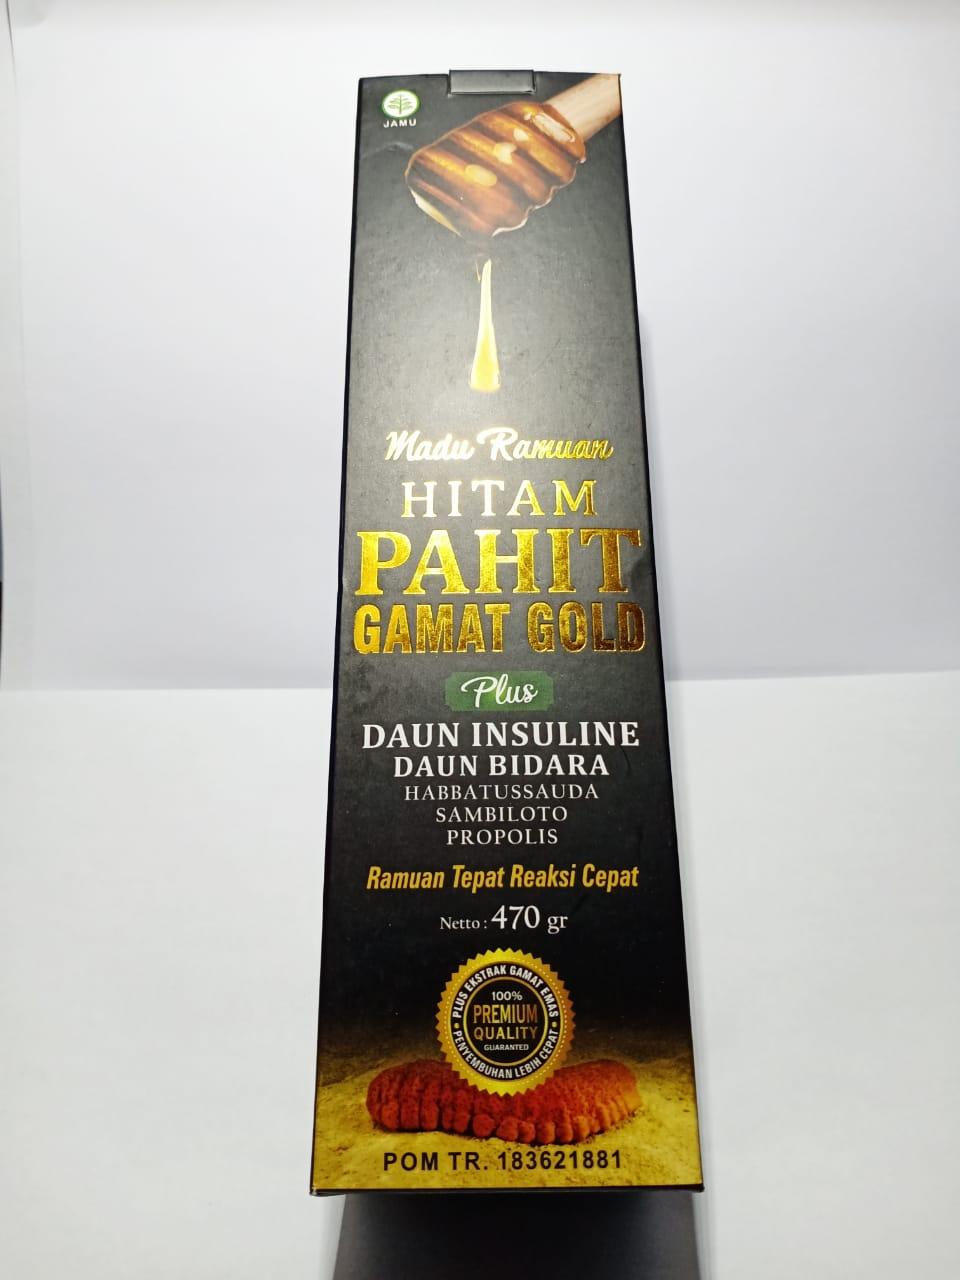 JAMU
Madu Ramuan
HITAM
PAHIT
GAMAT GOLD
Plus
DAUN INSULINE
DAUN BIDARA
HABBATUSSAUDA
SAMBILOTO
PROPOLIS
Ramuan Tepat Reaksi Cepat
Netto : 470 gr
PLUS EKSTRAK GAMAT EMAS
100%
PREMIUM
QUALITY
GUARANTED
PENYEMBUHAN LEBIH CEPAT
POM TR. 183621881